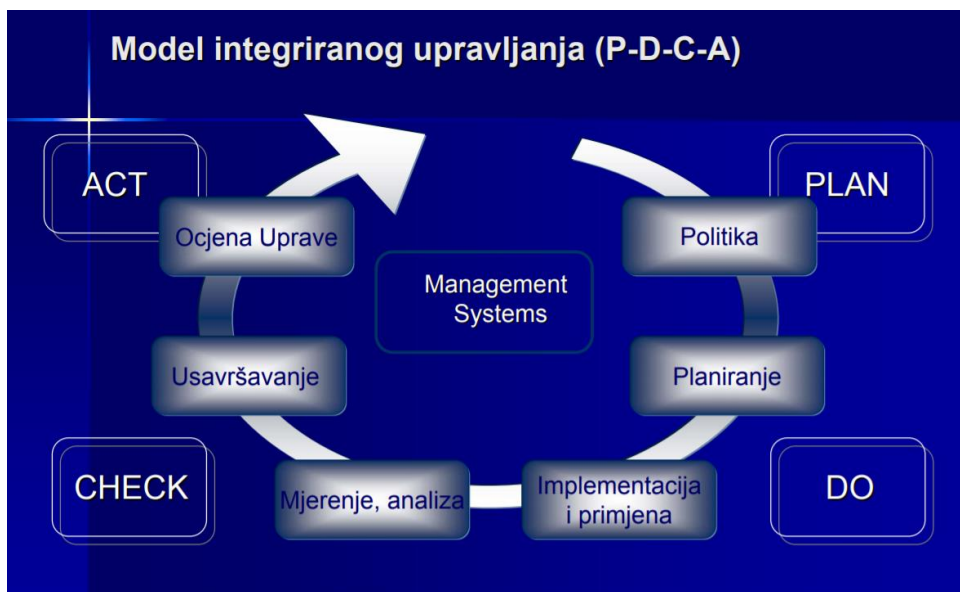 Model integriranog upravljanja (P-D-C-A)
ACT
PLAN
Ocjena Uprave
Politika
Management
Systems
Usavršavanje
Planiranje
CHECK
Mjerenje, analiza
Implementacija
i primjena
DO